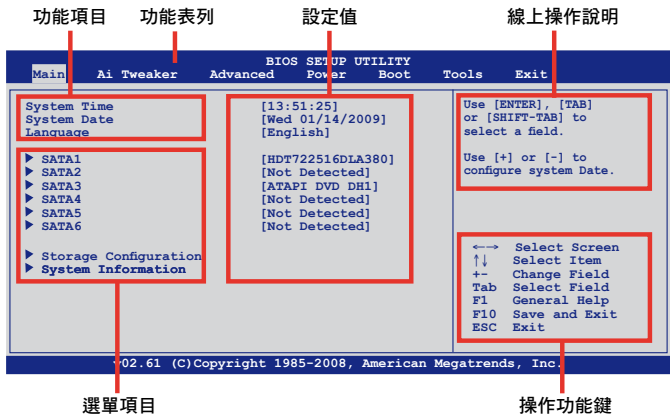 功能項目 功能表列 設定值 線上操作說明
BIOS SETUP UTILITY
Main Ai Tweaker Advanced Power Boot Tools Exit
System Time [13:51:25]
System Date [Wed 01/14/2009]
Language [English]
SATA1 [HDT722516DLA380]
SATA2 [Not Detected]
SATA3 [ATAPI DVD DH1]
SATA4 [Not Detected]
SATA5 [Not Detected]
SATA6 [Not Detected]
Storage Configuration
System Information
Use [ENTER], [TAB]
or [SHIFT-TAB] to
select a field.
Use [+] or [-] to
configure system Date.
←→ Select Screen
↑↓ Select Item
+- Change Field
Tab Select Field
F1 General Help
F10 Save and Exit
ESC Exit
v02.61 (C)Copyright 1985-2008, American Megatrends, Inc.
選單項目 操作功能鍵